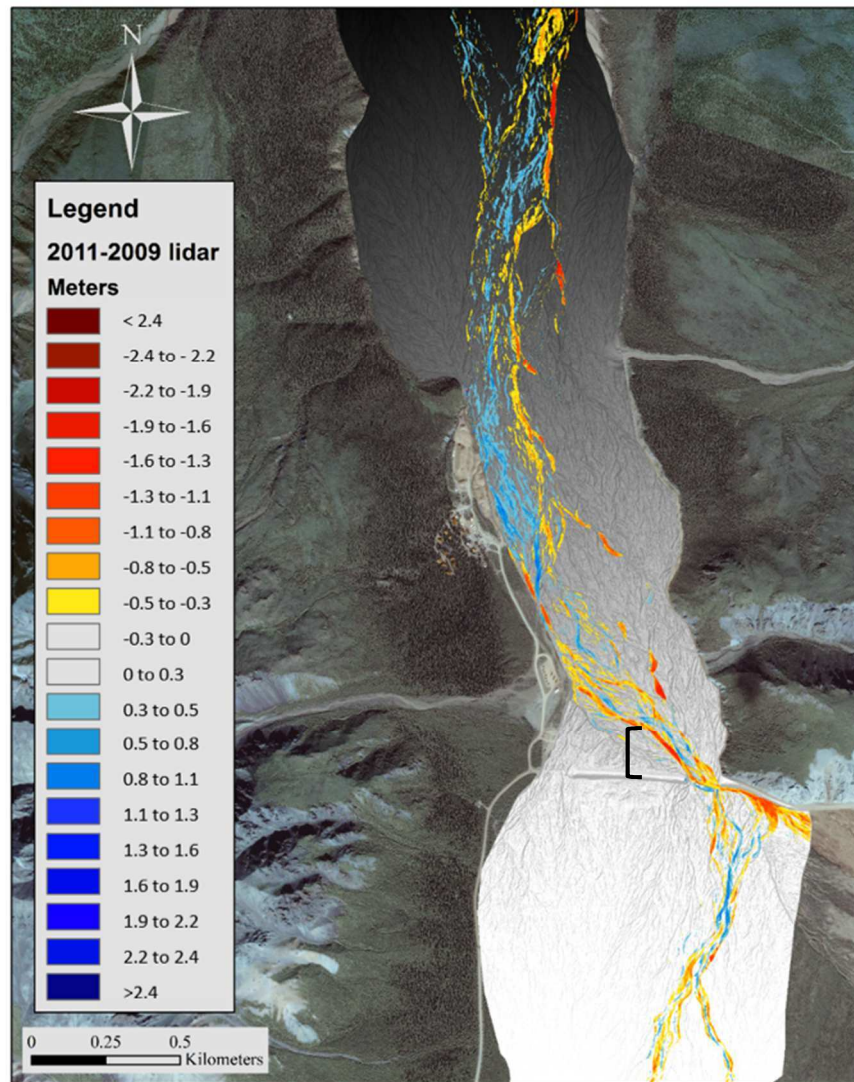 N
Legend
2011-2009 lidar
Meters
< 2.4
-2.4 to - 2.2
-2.2 to -1.9
-1.9 to -1.6
-1.6 to -1.3
-1.3 to -1.1
-1.1 to -0.8
-0.8 to -0.5
-0.5 to -0.3
-0.3 to 0
0 to 0.3
0.3 to 0.5
0.5 to 0.8
0.8 to 1.1
1.1 to 1.3
1.3 to 1.6
1.6 to 1.9
1.9 to 2.2
2.2 to 2.4
>2.4
0 0.25 0.5
Kilometers